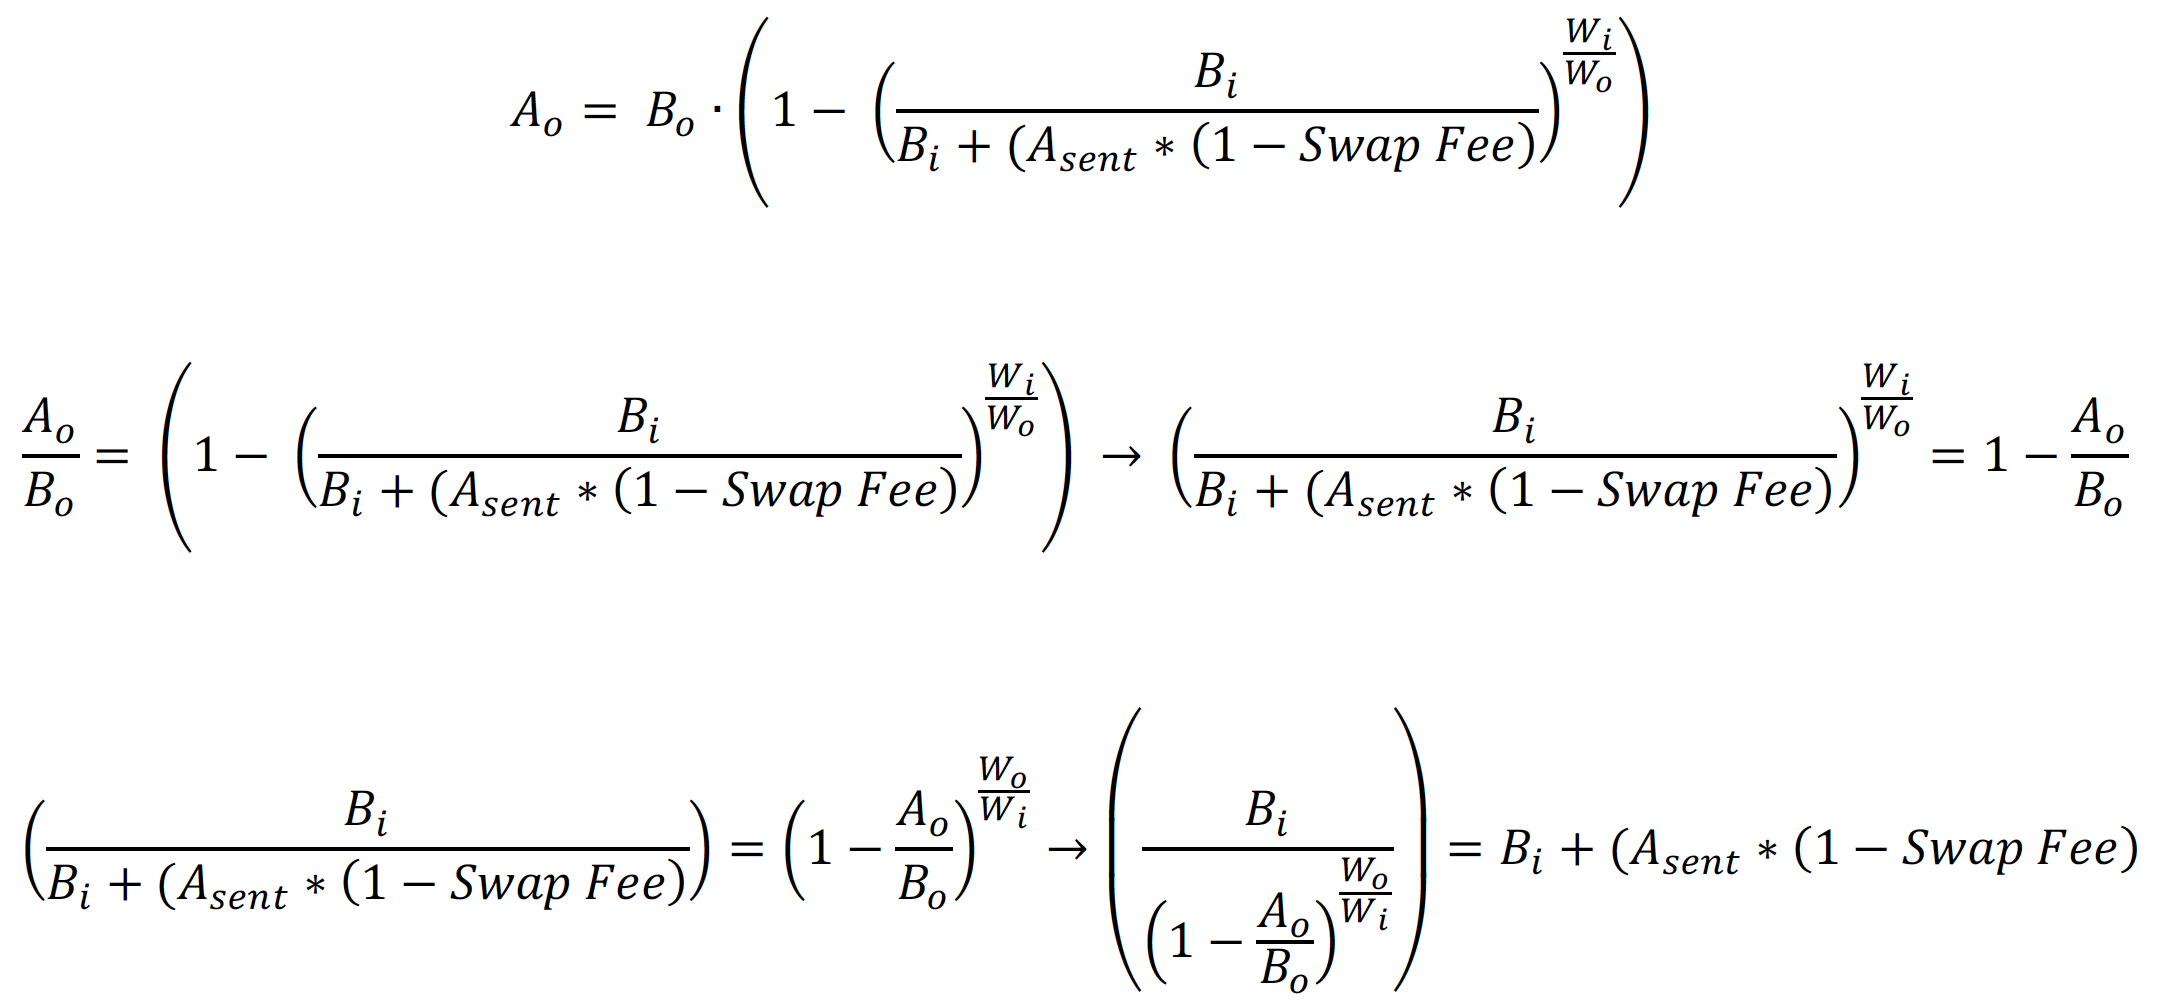 A_o = B_o · (1 − (B_i / (B_i + (A_sent ∗ (1 − Swap Fee)))^(W_i/W_o))
A_o/B_o = (1 − (B_i / (B_i + (A_sent ∗ (1 − Swap Fee)))^(W_i/W_o)) → (B_i / (B_i + (A_sent ∗ (1 − Swap Fee)))^(W_i/W_o) = 1 − A_o/B_o
(B_i / (B_i + (A_sent ∗ (1 − Swap Fee))) = (1 − A_o/B_o)^(W_o/W_i) → (B_i / (1 − A_o/B_o)^(W_o/W_i)) = B_i + (A_sent ∗ (1 − Swap Fee)